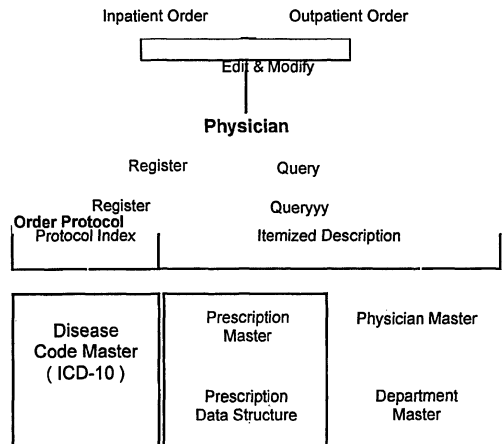 Inpatient Order Outpatient Order
Edit & Modify
Physician
Register Query
Register Queryyy
Order Protocol
Protocol Index Itemized Description
Disease
Code Master
( ICD-10 )
Prescription
Master
Physician Master
Prescription
Data Structure
Department
Master